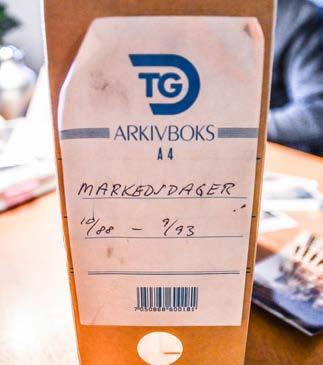 TG
ARKIVBOKS
A4
MARKEDSDAGER
10/88 - 9/93
7050868600181